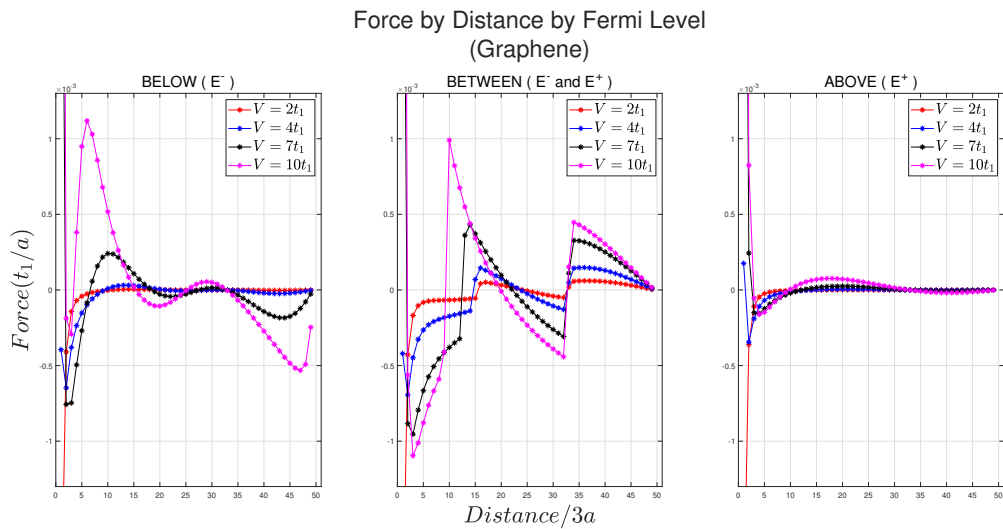 Force by Distance by Fermi Level
(Graphene)
BELOW ( E⁻ )
BETWEEN ( E⁻ and E⁺ )
ABOVE ( E⁺ )
×10⁻³
×10⁻³
×10⁻³
V = 2t₁
V = 4t₁
V = 7t₁
V = 10t₁
V = 2t₁
V = 4t₁
V = 7t₁
V = 10t₁
V = 2t₁
V = 4t₁
V = 7t₁
V = 10t₁
1
0.5
0
-0.5
-1
1
0.5
0
-0.5
-1
1
0.5
0
-0.5
-1
Force(t₁/a)
0 5 10 15 20 25 30 35 40 45 50
0 5 10 15 20 25 30 35 40 45 50
0 5 10 15 20 25 30 35 40 45 50
Distance/3a